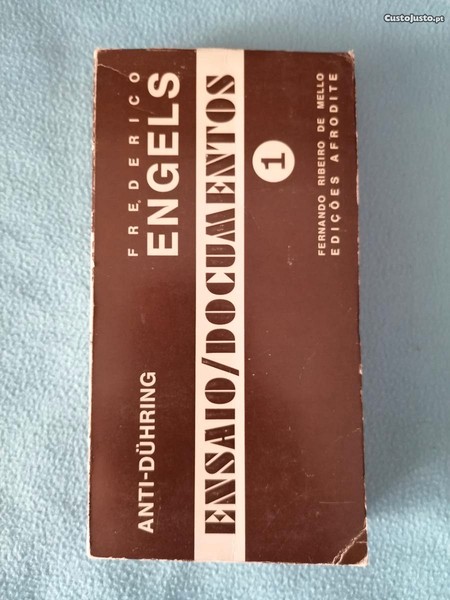 FREDERICO
ENGELS
ANTI-DÜHRING
ENSAIO/DOCUMENTOS
1
FERNANDO RIBEIRO DE MELLO
EDIÇÕES AFRODITE
CustoJusto.pt